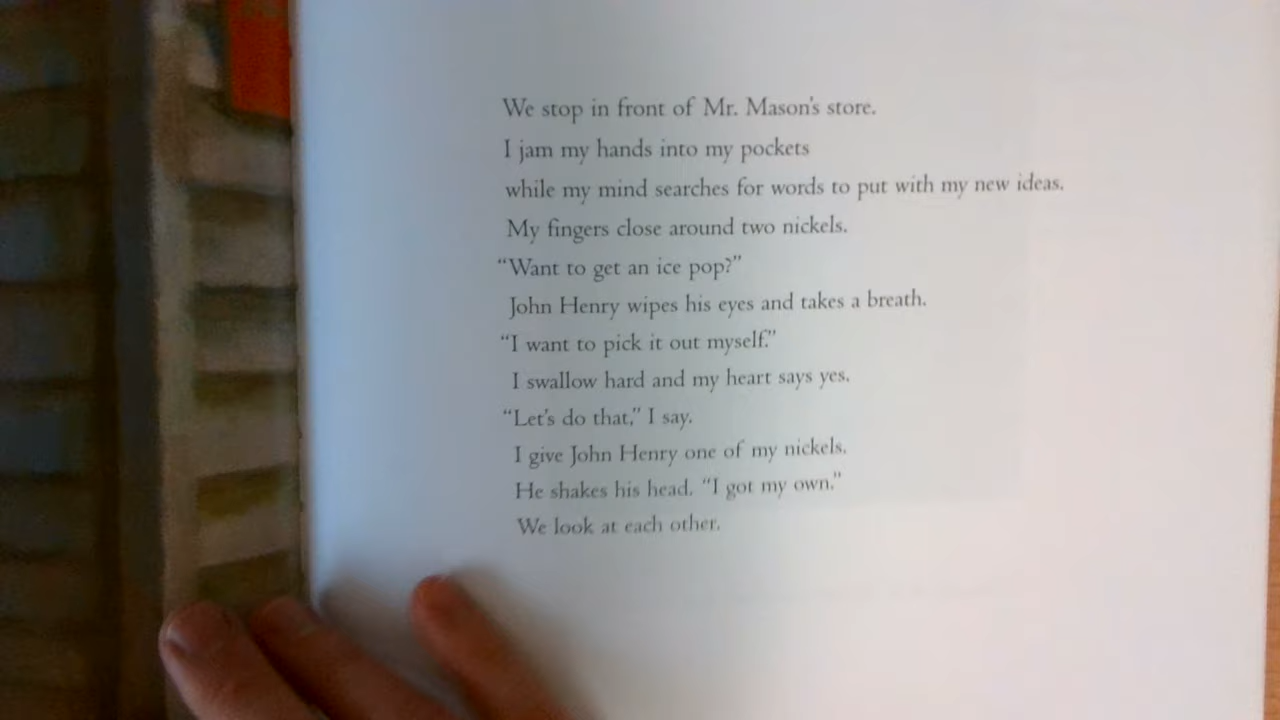 We stop in front of Mr. Mason's store.
I jam my hands into my pockets
while my mind searches for words to put with my new ideas.
My fingers close around two nickels.
“Want to get an ice pop?”
John Henry wipes his eyes and takes a breath.
“I want to pick it out myself.”
I swallow hard and my heart says yes.
“Let's do that,” I say.
I give John Henry one of my nickels.
He shakes his head. “I got my own.”
We look at each other.